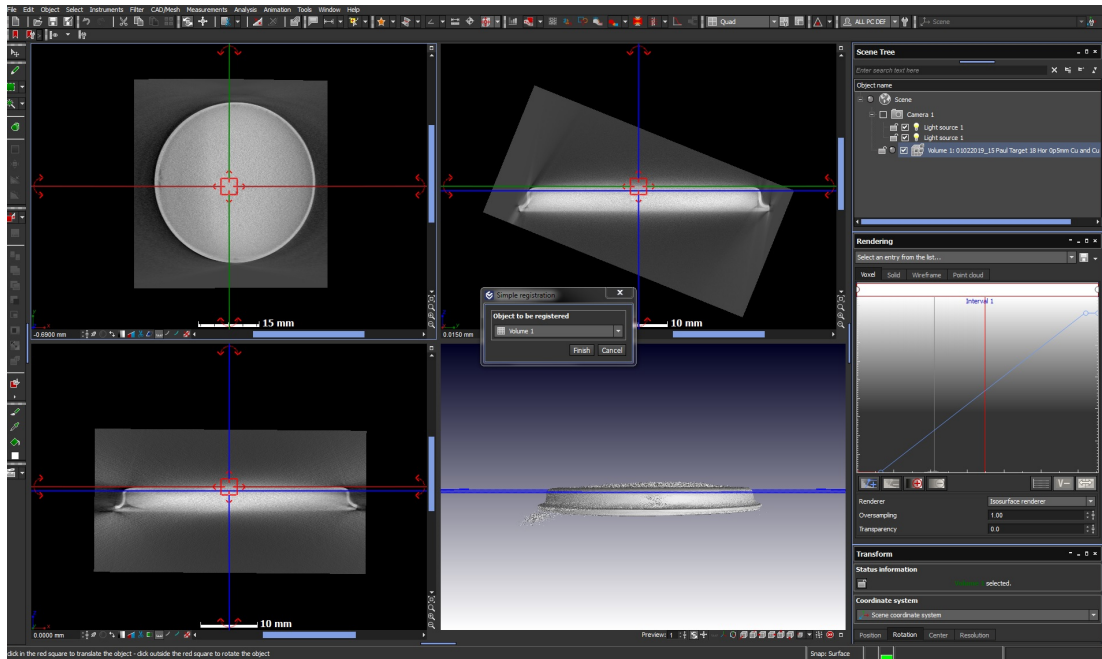 File Edit Object Select Instruments Filter CAD/Mesh Measurements Analysis Animation Tools Window Help
Quad
ALL PC DEF
Scene
Scene Tree
Enter search text here
Object name
Scene
Camera 1
Light source 1
Light source 1
Volume 1: 01022019_15 Paul Target 18 Hor 0p5mm Cu and Cu
Rendering
Select an entry from the list...
Voxel Solid Wireframe Point cloud
Interval 1
15 mm
-0.6900 mm
10 mm
0.0150 mm
Simple registration
Object to be registered
Volume 1
Finish Cancel
Renderer Isosurface renderer
Oversampling 1.00
Transparency 0.0
Transform
Status information
selected.
Coordinate system
Scene coordinate system
10 mm
0.0000 mm
Preview: 1
Position Rotation Center Resolution
click in the red square to translate the object - click outside the red square to rotate the object
Snap: Surface